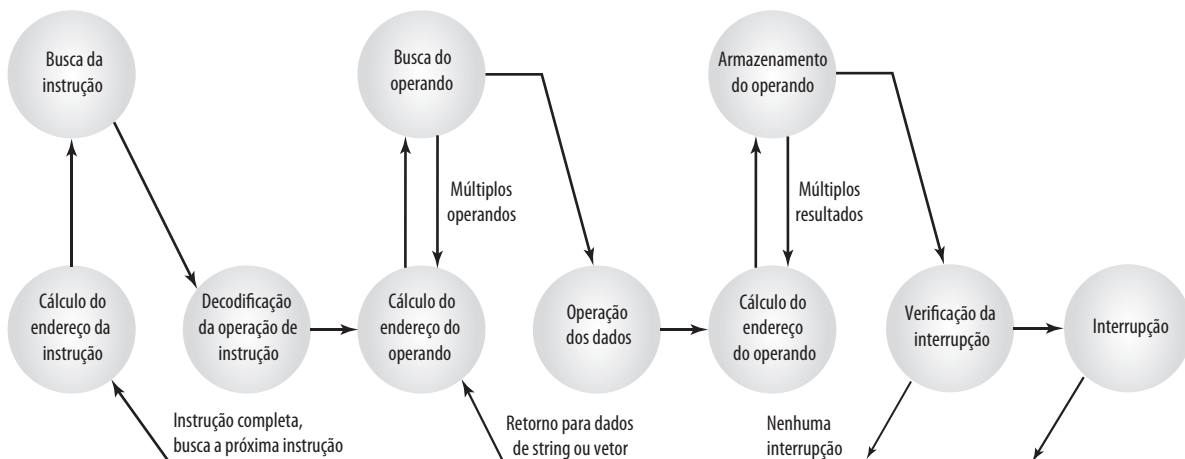 Busca da
instrução
Busca do
operando
Armazenamento
do operando
Múltiplos
operandos
Múltiplos
resultados
Cálculo do
endereço da
instrução
Decodificação
da operação de
instrução
Cálculo do
endereço do
operando
Operação
dos dados
Cálculo do
endereço
do operando
Verificação da
interrupção
Interrupção
Instrução completa,
busca a próxima instrução
Retorno para dados
de string ou vetor
Nenhuma
interrupção